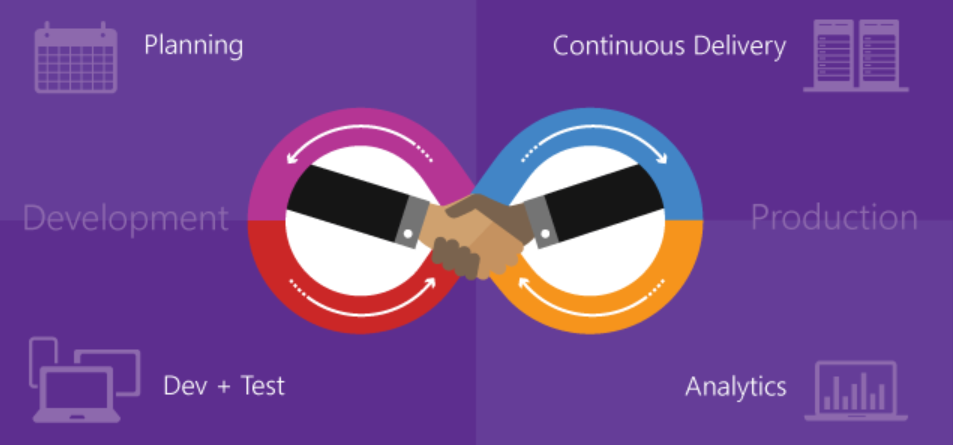 Planning
Continuous Delivery
Development
Production
Dev + Test
Analytics